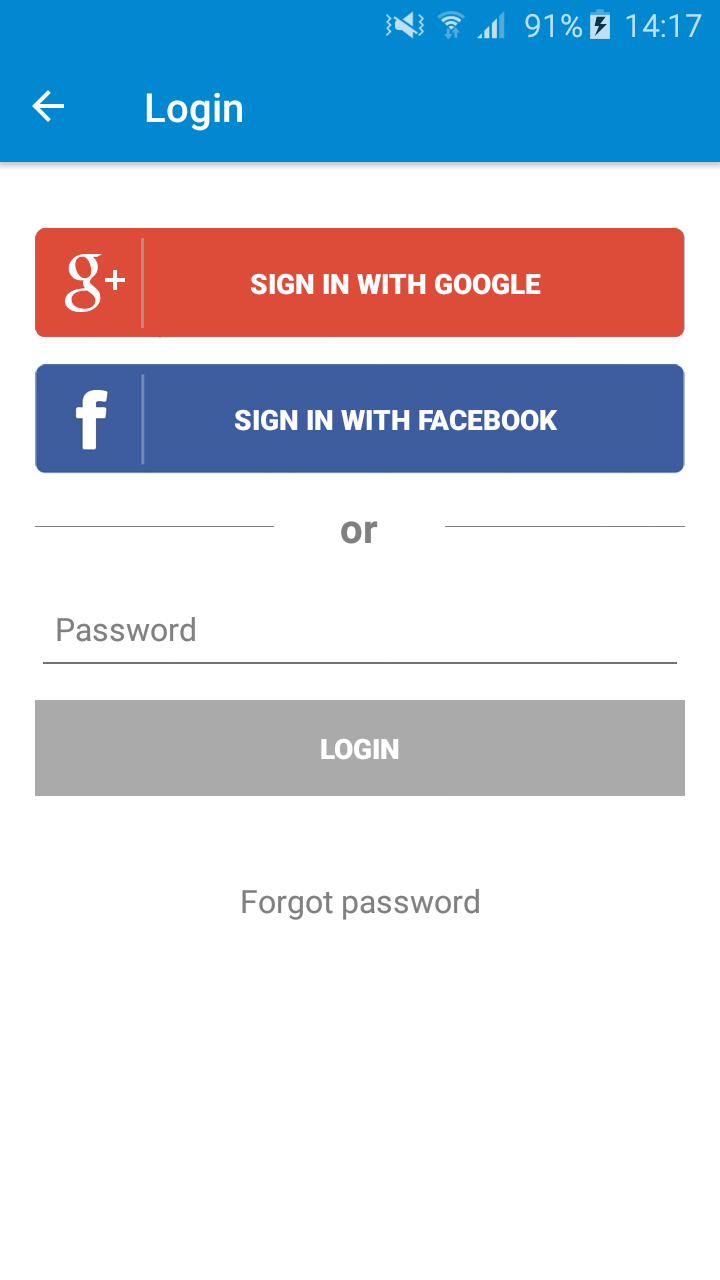 91% 14:17
Login
g+ SIGN IN WITH GOOGLE
f SIGN IN WITH FACEBOOK
or
Password
LOGIN
Forgot password